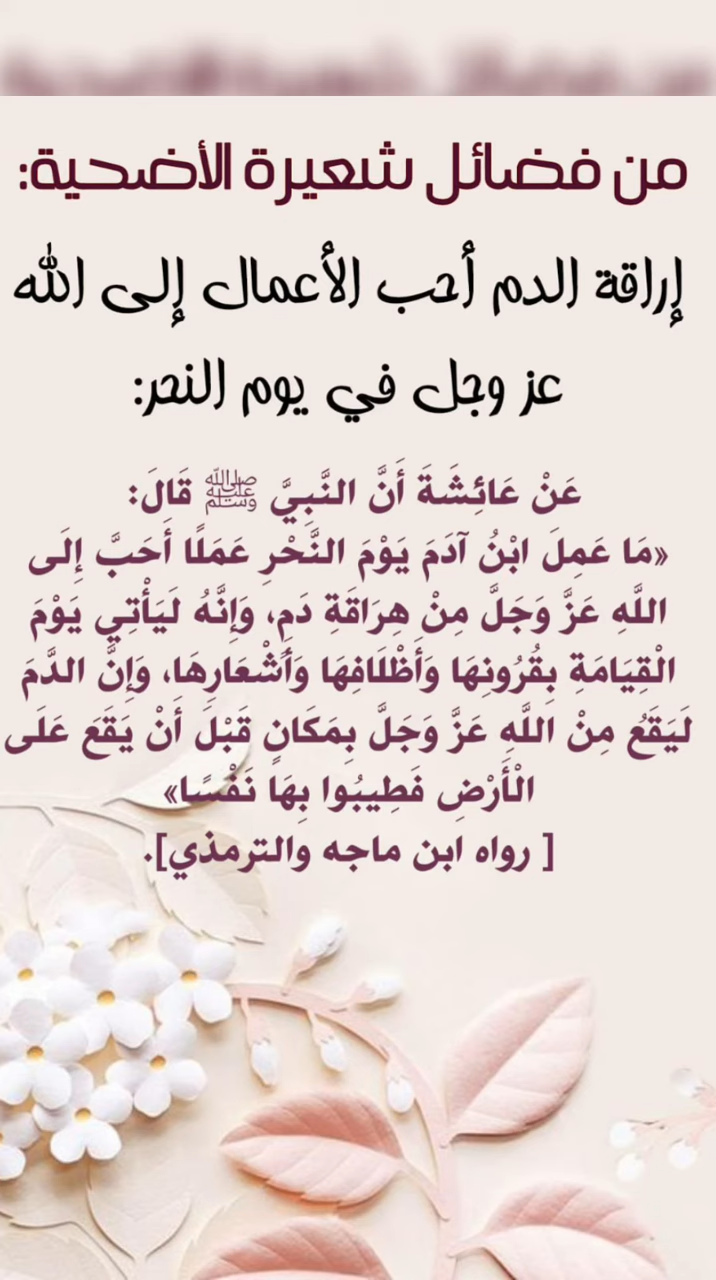 من فضائل شعيرة الأضحية:
إراقة الدم أحب الأعمال إلى الله
عز وجل في يوم النحر:
عَنْ عَائِشَةَ أَنَّ النَّبِيَّ ﷺ قَالَ:
«مَا عَمِلَ ابْنُ آدَمَ يَوْمَ النَّحْرِ عَمَلًا أَحَبَّ إِلَى
اللَّهِ عَزَّ وَجَلَّ مِنْ هِرَاقَةِ دَمٍ، وَإِنَّهُ لَيَأْتِي يَوْمَ
الْقِيَامَةِ بِقُرُونِهَا وَأَظْلَافِهَا وَأَشْعَارِهَا، وَإِنَّ الدَّمَ
لَيَقَعُ مِنْ اللَّهِ عَزَّ وَجَلَّ بِمَكَانٍ قَبْلَ أَنْ يَقَعَ عَلَى
الْأَرْضِ فَطِيبُوا بِهَا نَفْسًا»
[ رواه ابن ماجه والترمذي].